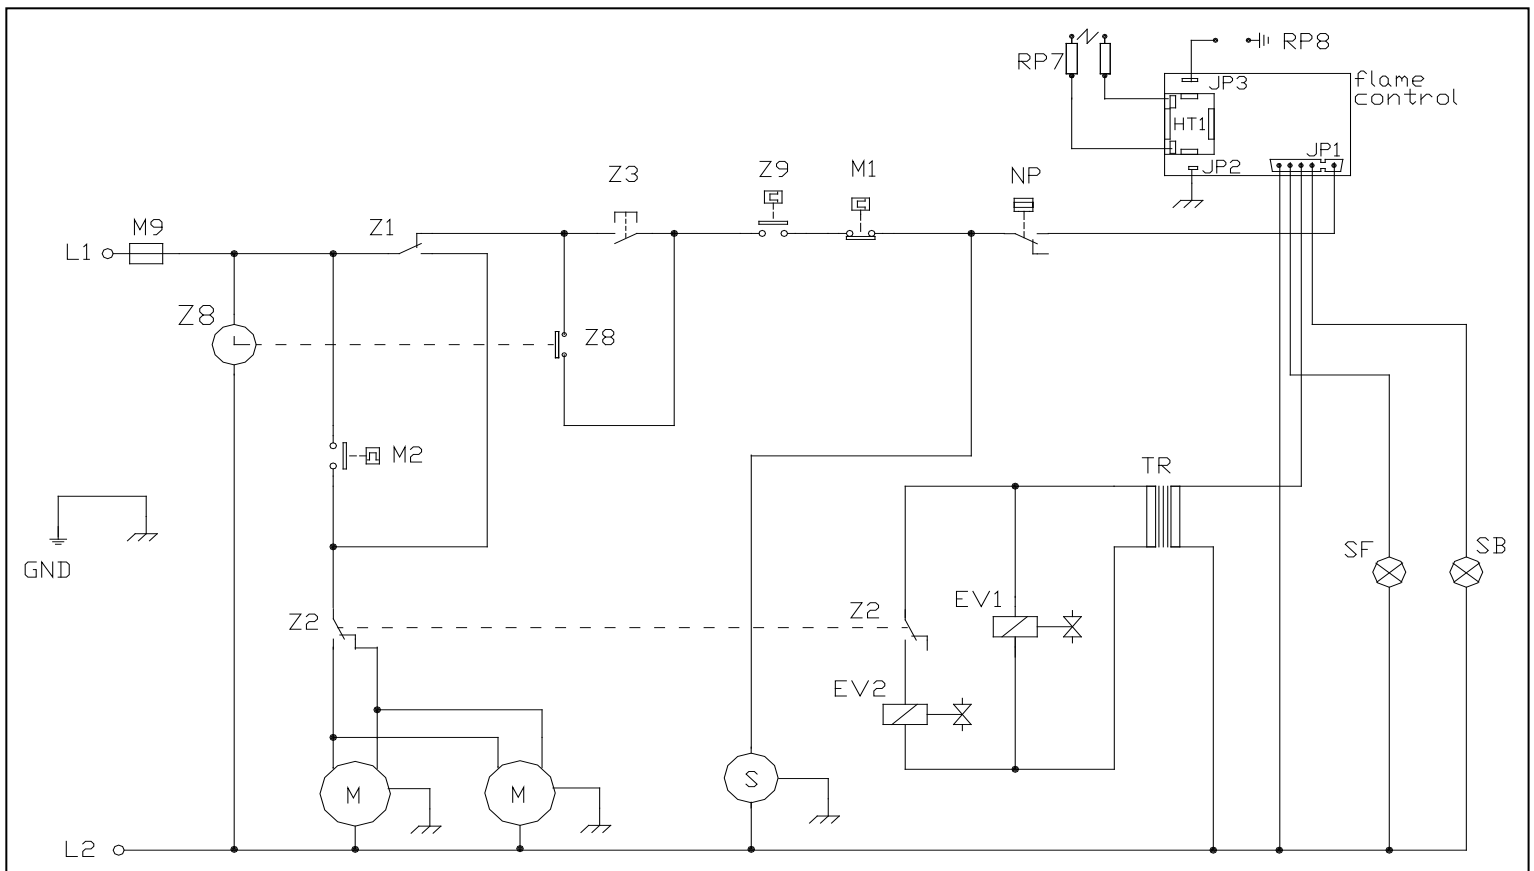 RP7
RP8
JP3
flame
control
HT1
JP1
JP2
Z3
Z9
M1
NP
M9
Z1
L1
Z8
Z8
M2
TR
GND
SF
SB
Z2
Z2
EV1
EV2
M
M
S
L2